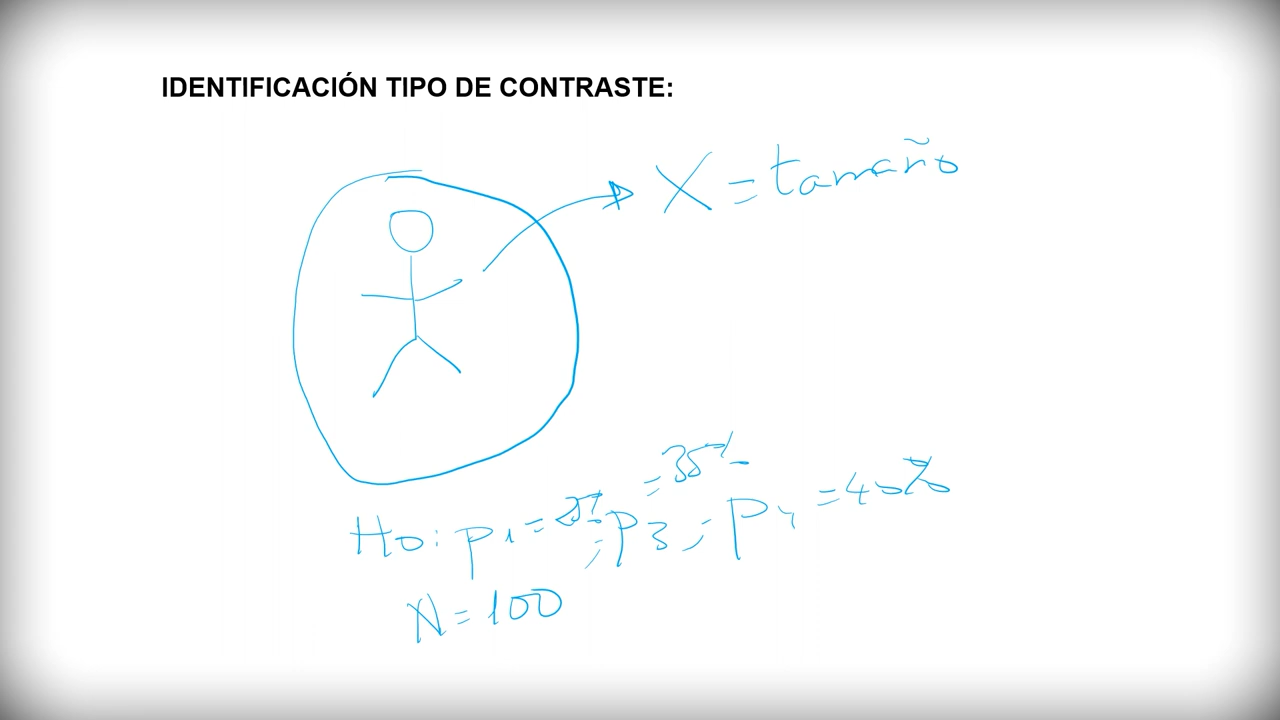 IDENTIFICACIÓN TIPO DE CONTRASTE:
X = tamaño
Ho: p1 = ; p3 = 35% ; p4 = 40%
N = 100